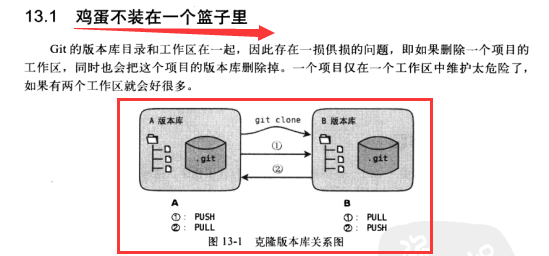 13.1 鸡蛋不装在一个篮子里
Git 的版本库目录和工作区在一起，因此存在一损俱损的问题，即如果删除一个项目的
工作区，同时也会把这个项目的版本库删除掉。一个项目仅在一个工作区中维护太危险了，
如果有两个工作区就会好很多。
A 版本库
git clone
B 版本库
①
.git
.git
②
A
B
①： PUSH
①： PULL
②： PULL
②： PUSH
图 13-1 克隆版本库关系图